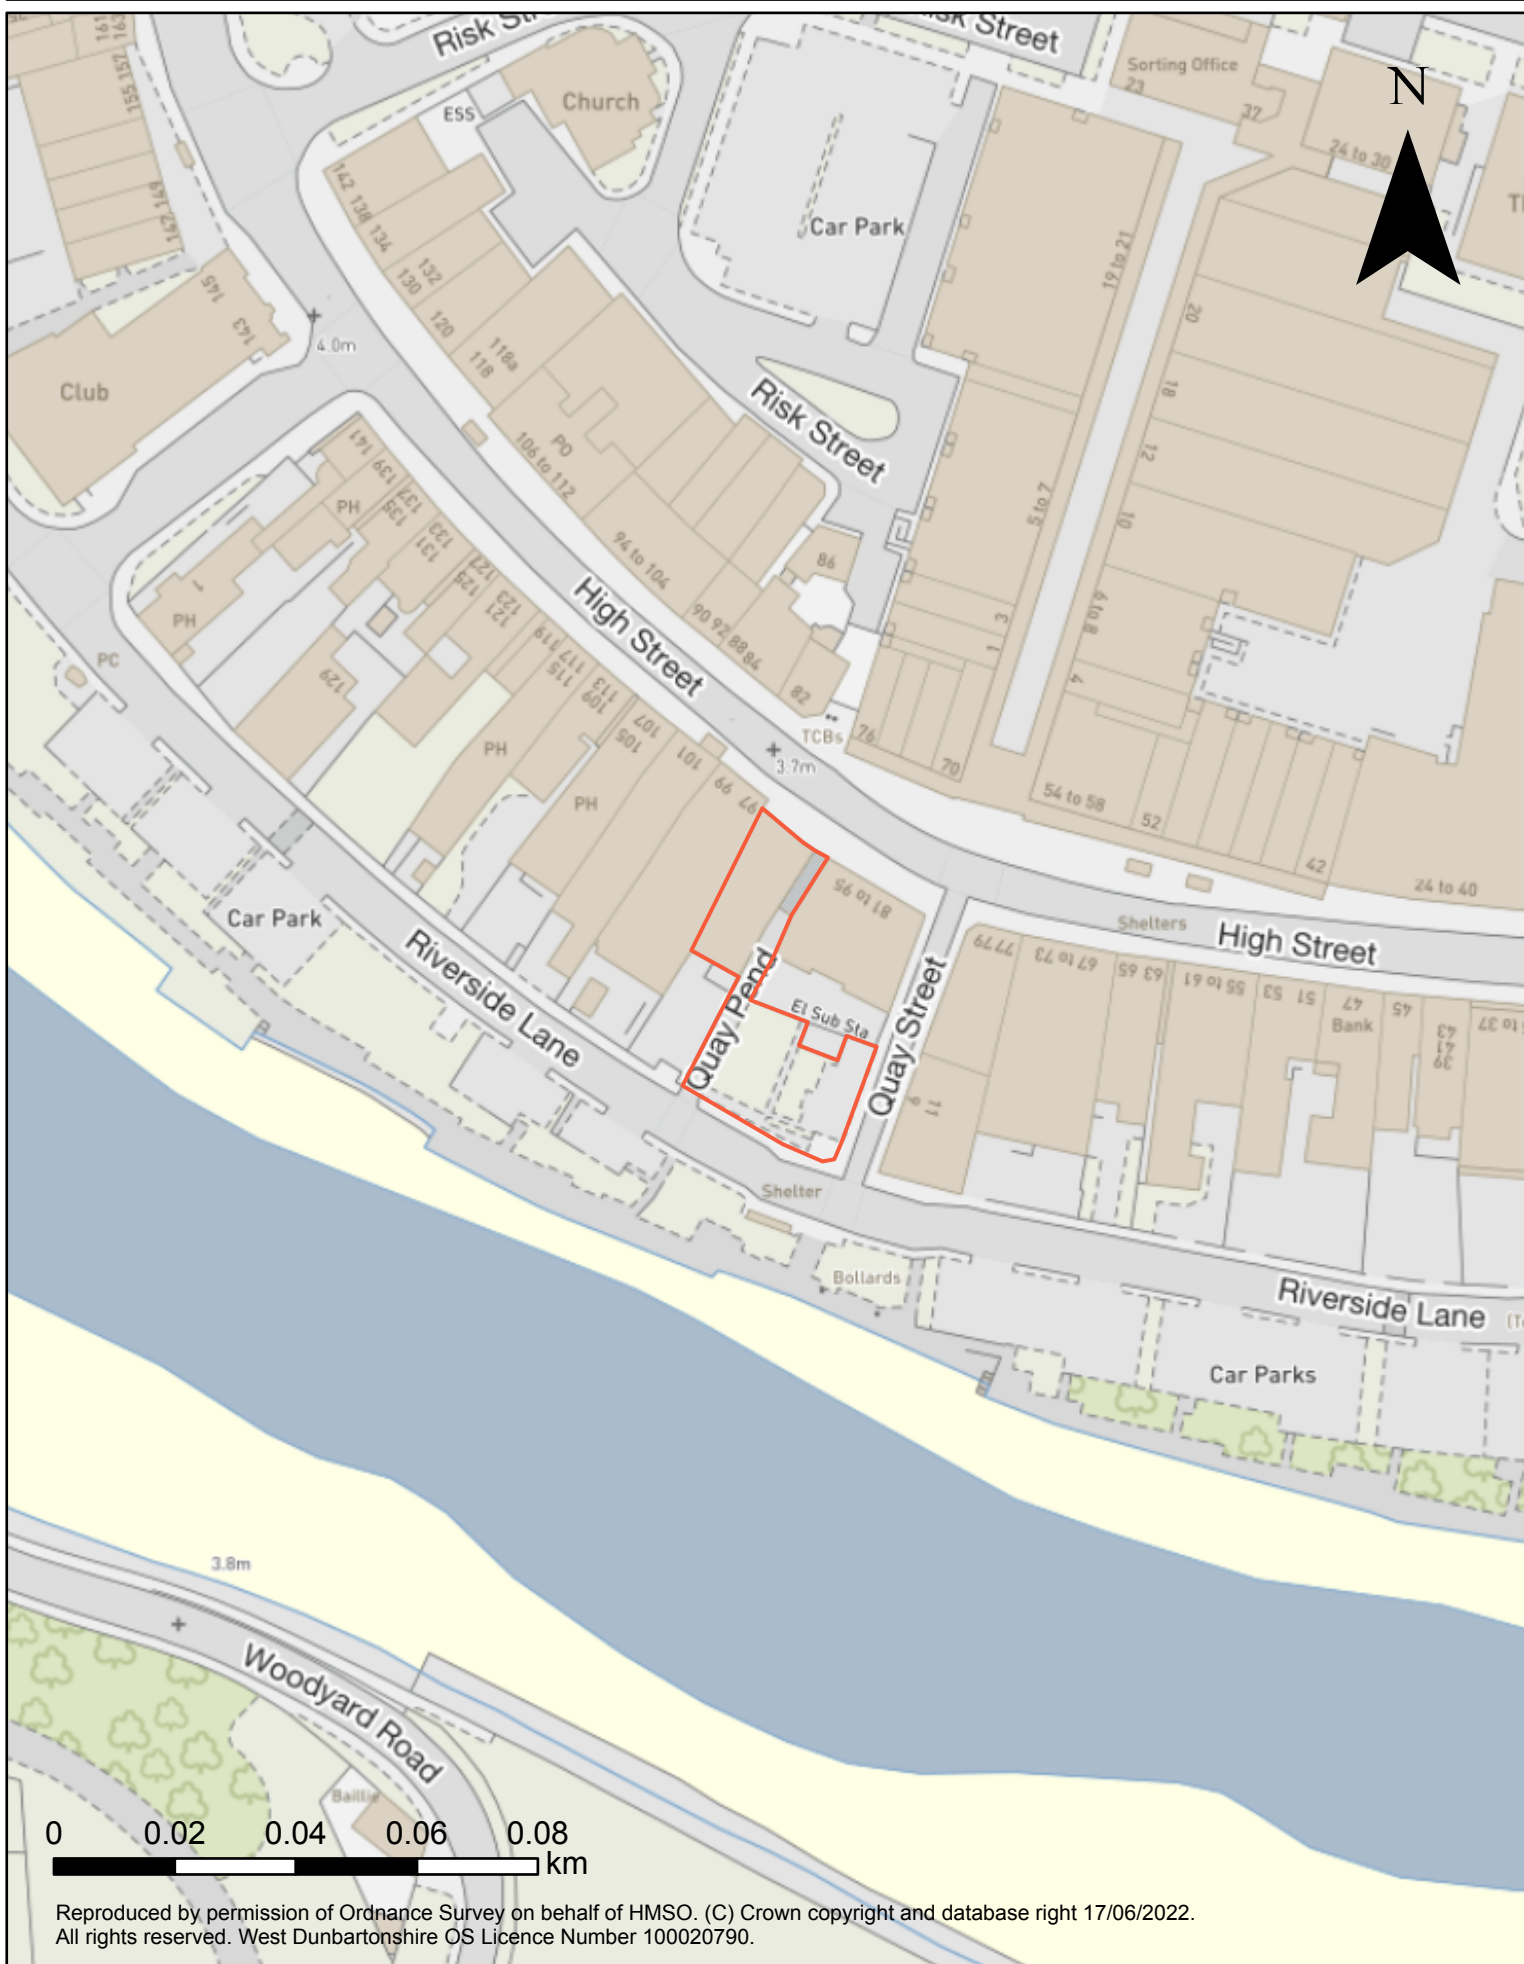 Risk St
isk Street
N
161
163
155 157
147 149
145
143
Club
4.0m
ESS
Church
Sorting Office
23
37
24 to 30
Car Park
19 to 21
142 138 134
132
130
120
118a
118
PO
106 to 112
94 to 104
90 92 88 84
86
82
Risk Street
20
18
12
10
6 to 8
4
5 to 7
3
1
141
139
137
135
133
131
PH
1
PH
127
125
123
121
119
117
115
113
109
107
105
101
99
97
129
PC
PH
PH
High Street
TCBs
3.7m
76
70
54 to 58
52
42
24 to 40
81 to 95
Shelters
High Street
77 79
67 to 73
63 65
55 to 61
53
51
47
Bank
45
39
41
43
to 37
Car Park
Riverside Lane
Quay Pend
El Sub Sta
Quay Street
11
9
Shelter
Bollards
Riverside Lane
Car Parks
3.8m
Woodyard Road
Baillie
0 0.02 0.04 0.06 0.08
km
Reproduced by permission of Ordnance Survey on behalf of HMSO. (C) Crown copyright and database right 17/06/2022.
All rights reserved. West Dunbartonshire OS Licence Number 100020790.